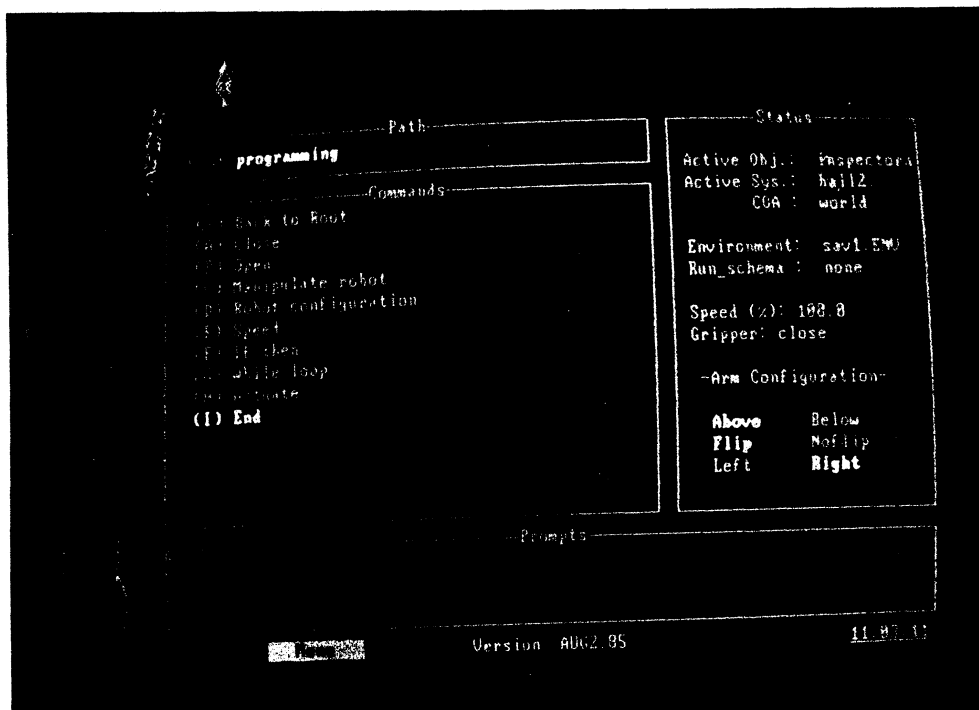 Path
programming
Commands
Back to Root
Close
Open
Manipulate robot
Robot configuration
Speed
If then
While loop
(I) End
Status
Active Obj.: inspectora
Active Sys.: hall2
COA : world
Environment: sav1.ENV
Run_schema : none
Speed (%): 100.0
Gripper: close
-Arm Configuration-
Above Below
Flip Noflip
Left Right
Prompts
Version AUG2.85